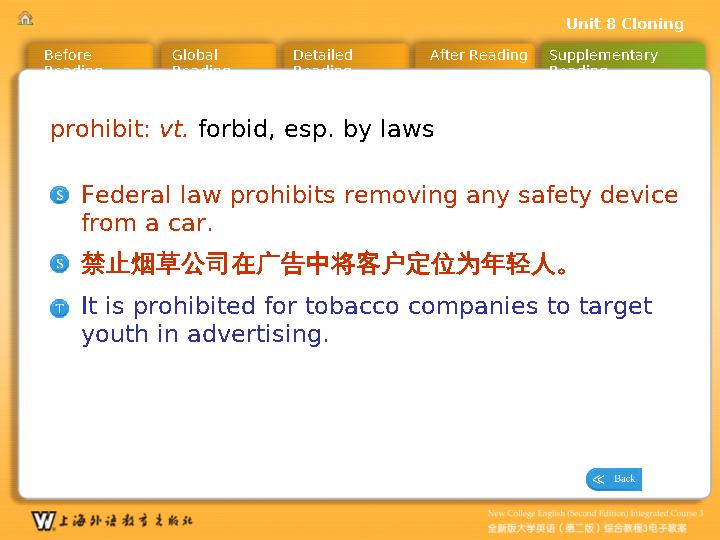 Unit 8 Cloning
Before Reading
Global Reading
Detailed Reading
After Reading
Supplementary Reading
prohibit: vt. forbid, esp. by laws
S
Federal law prohibits removing any safety device
from a car.
S
禁止烟草公司在广告中将客户定位为年轻人。
T
It is prohibited for tobacco companies to target
youth in advertising.
≪ Back
W 上海外语教育出版社
New College English (Second Edition) Integrated Course 3
全新版大学英语（第二版）综合教程3电子教案